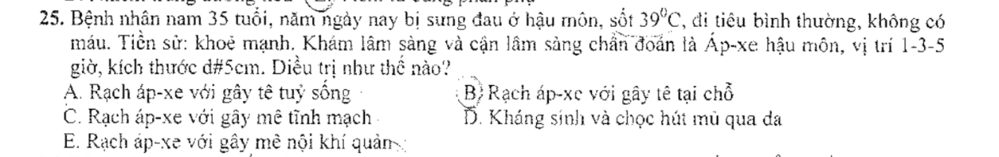 25. Bệnh nhân nam 35 tuổi, năm ngày nay bị sưng đau ở hậu môn, sốt 39⁰C, đi tiêu bình thường, không có
máu. Tiền sử: khoẻ mạnh. Khám lâm sàng và cận lâm sàng chẩn đoán là Áp-xe hậu môn, vị trí 1-3-5
giờ, kích thước d#5cm. Điều trị như thế nào?
A. Rạch áp-xe với gây tê tuỷ sống
B. Rạch áp-xe với gây tê tại chỗ
C. Rạch áp-xe với gây mê tĩnh mạch
D. Kháng sinh và chọc hút mủ qua da
E. Rạch áp-xe với gây mê nội khí quản